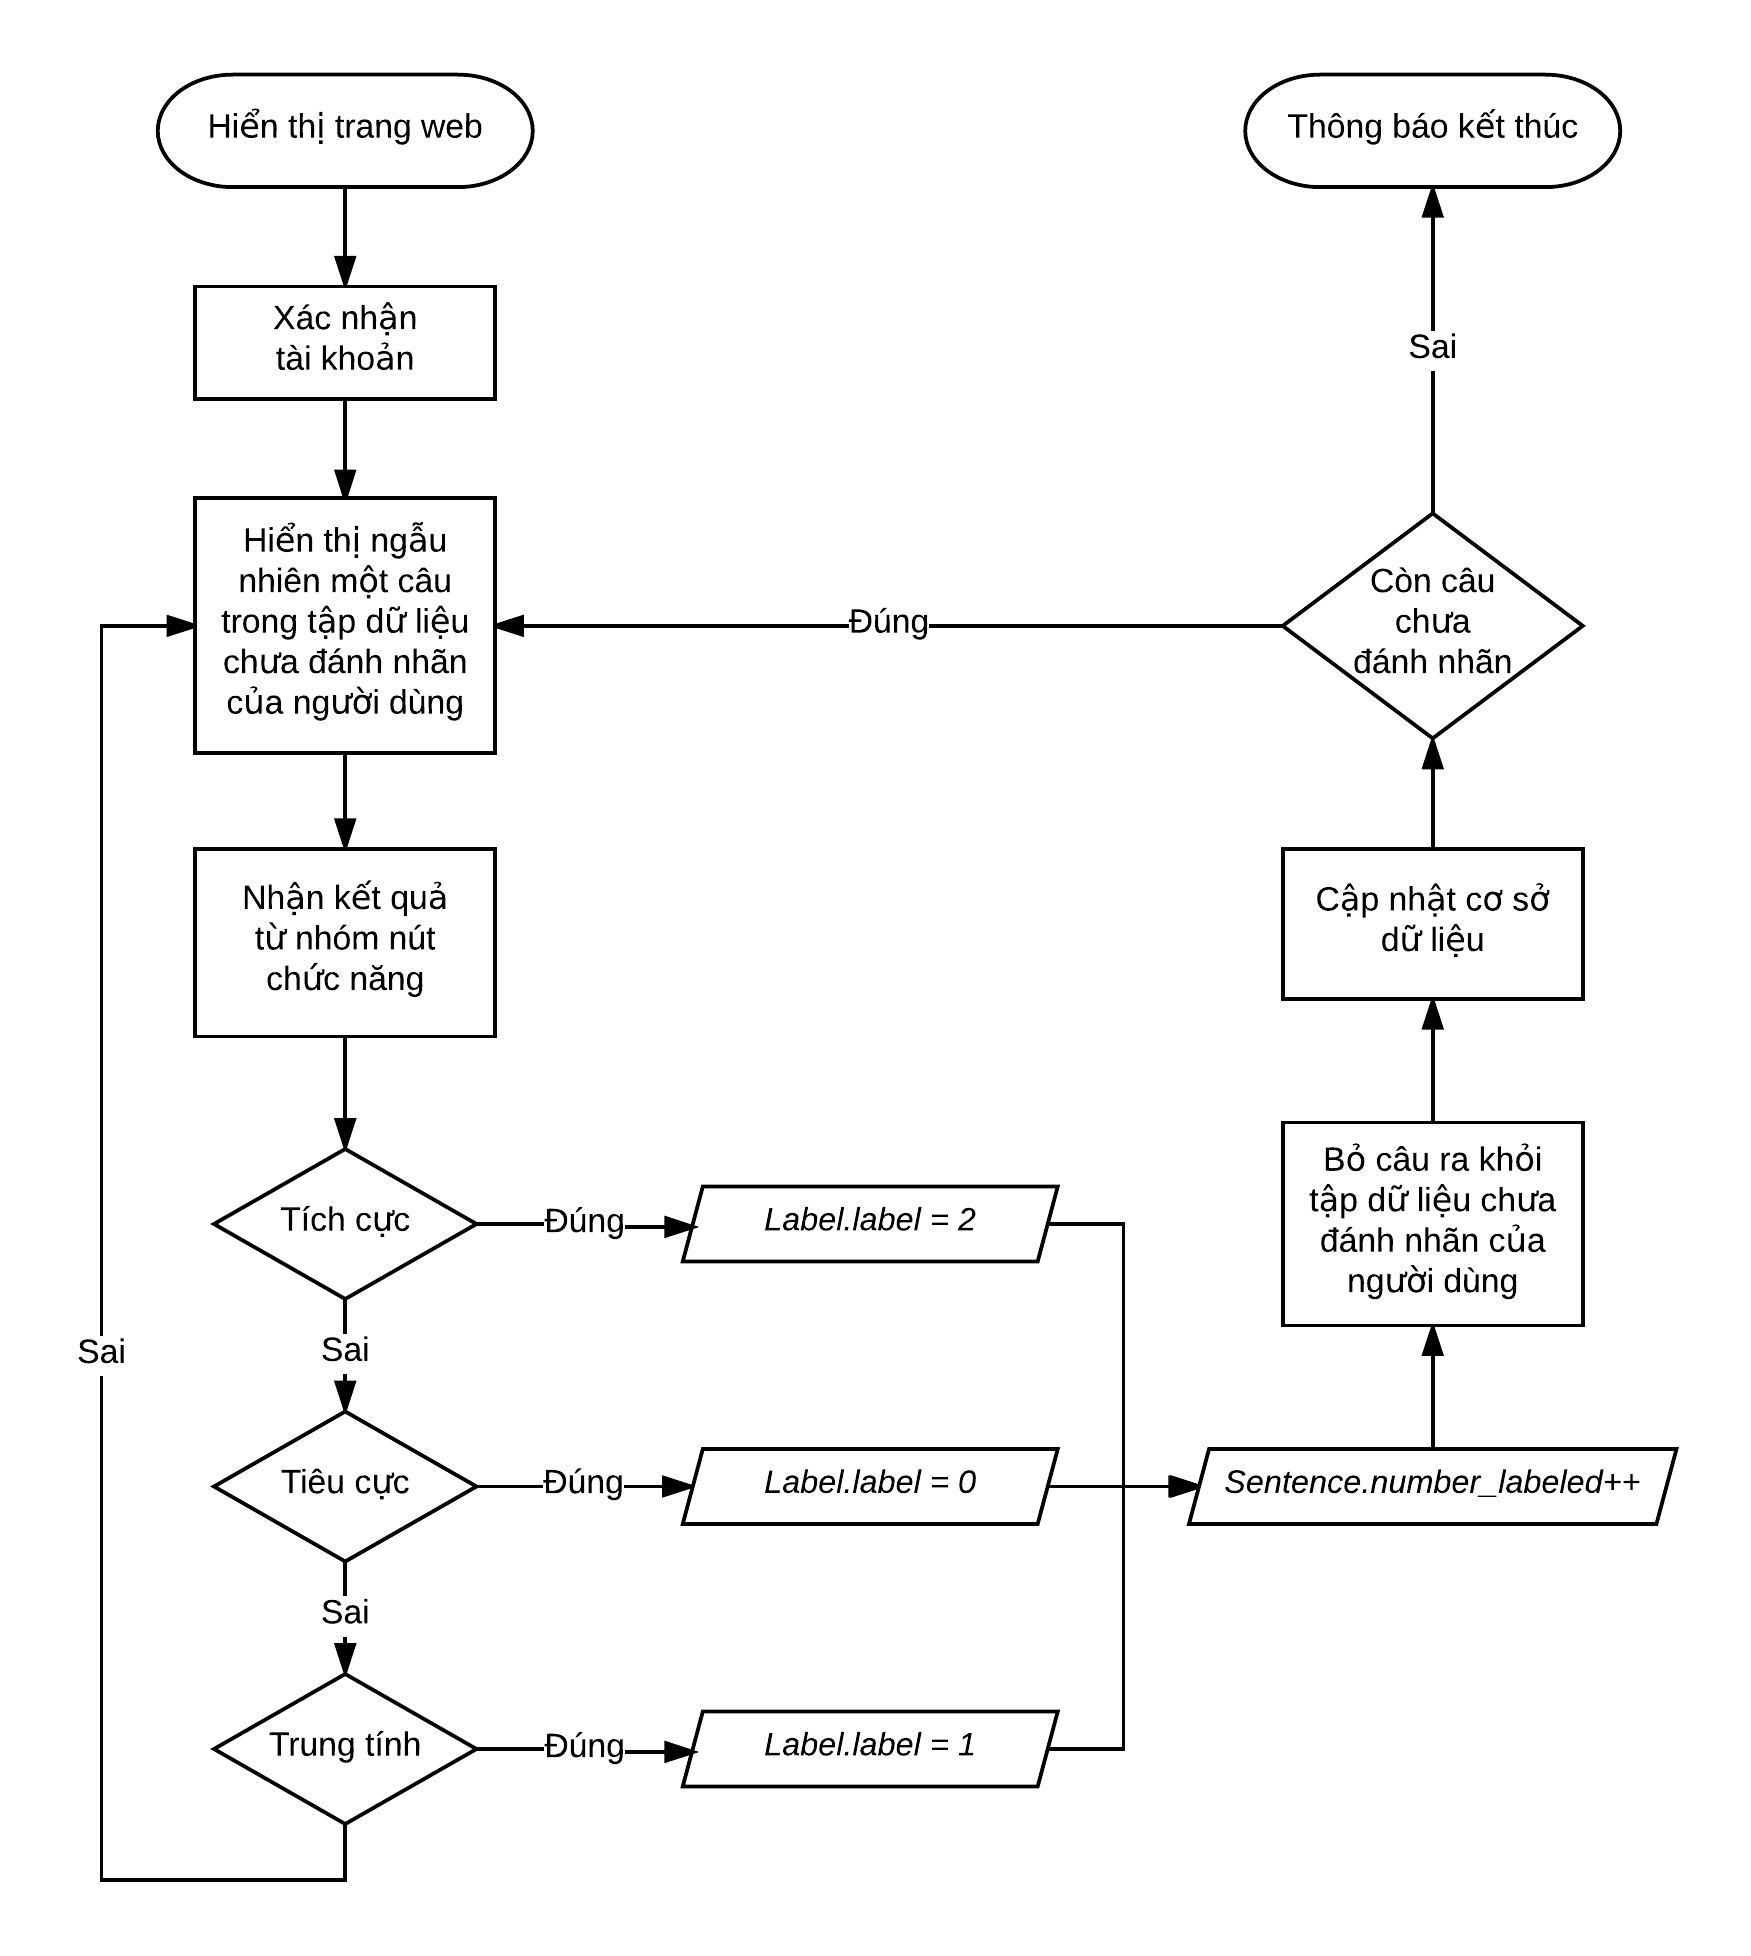 Hiển thị trang web
Thông báo kết thúc
Xác nhận
tài khoản
Sai
Hiển thị ngẫu
nhiên một câu
trong tập dữ liệu
chưa đánh nhãn
của người dùng
Đúng
Còn câu
chưa
đánh nhãn
Nhận kết quả
từ nhóm nút
chức năng
Cập nhật cơ sở
dữ liệu
Bỏ câu ra khỏi
tập dữ liệu chưa
đánh nhãn của
người dùng
Tích cực
Đúng
Label.label = 2
Sai
Sai
Tiêu cực
Đúng
Label.label = 0
Sentence.number_labeled++
Sai
Trung tính
Đúng
Label.label = 1